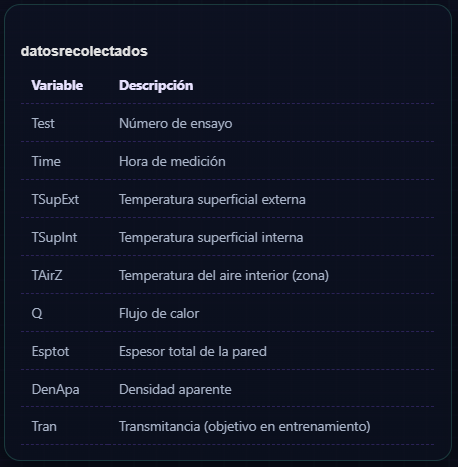 datosrecolectados
Variable Descripción
Test Número de ensayo
Time Hora de medición
TSupExt Temperatura superficial externa
TSupInt Temperatura superficial interna
TAirZ Temperatura del aire interior (zona)
Q Flujo de calor
Esptot Espesor total de la pared
DenApa Densidad aparente
Tran Transmitancia (objetivo en entrenamiento)